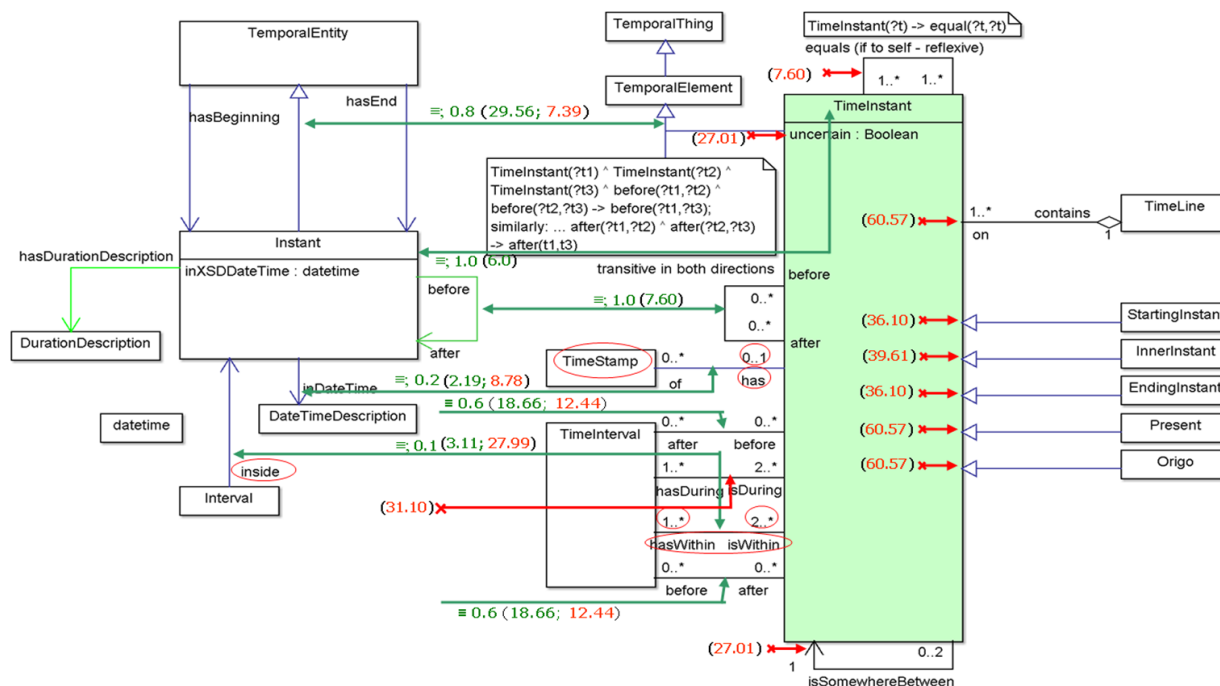 TemporalEntity
TemporalThing
TimeInstant(?t) -> equal(?t,?t)
equals (if to self - reflexive)
(7.60)
1..* 1..*
TemporalElement
hasBeginning
hasEnd
≡; 0.8 (29.56; 7.39)
TimeInstant
(27.01)
uncertain : Boolean
TimeInstant(?t1) ^ TimeInstant(?t2) ^
TimeInstant(?t3) ^ before(?t1,?t2) ^
before(?t2,?t3) -> before(?t1,?t3);
similarly: ... after(?t1,?t2) ^ after(?t2,?t3)
-> after(t1,t3)
(60.57)
1..*
on
contains
1
TimeLine
Instant
hasDurationDescription
inXSDDateTime : datetime
≡; 1.0 (6.0)
transitive in both directions
before
before
after
≡; 1.0 (7.60)
0..*
0..*
after
DurationDescription
(36.10)
StartingInstant
(39.61)
InnerInstant
(36.10)
EndingInstant
(60.57)
Present
(60.57)
Origo
TimeStamp
0..*
of
0..1
has
inDateTime
≡; 0.2 (2.19; 8.78)
DateTimeDescription
≡ 0.6 (18.66; 12.44)
datetime
TimeInterval
0..* 0..*
after before
≡; 0.1 (3.11; 27.99)
inside
Interval
1..* 2..*
hasDuring isDuring
(31.10)
1..* 2..*
hasWithin isWithin
0..* 0..*
before after
≡ 0.6 (18.66; 12.44)
(27.01)
1
0..2
isSomewhereBetween